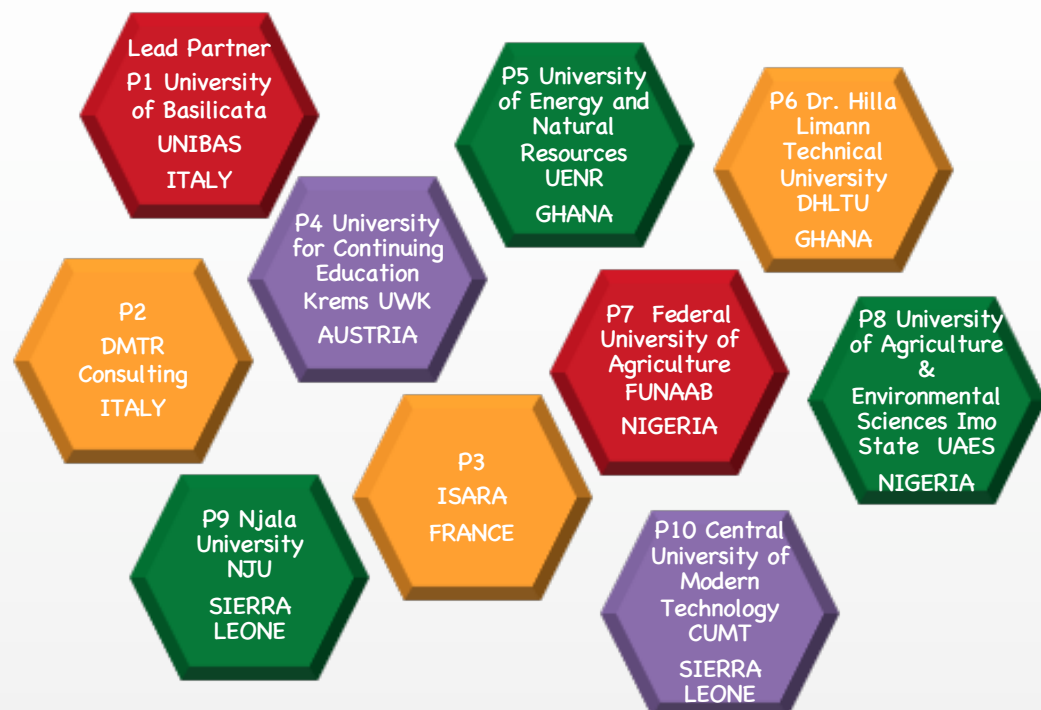 Lead Partner
P1 University
of Basilicata
UNIBAS
ITALY
P5 University
of Energy and
Natural
Resources
UENR
GHANA
P6 Dr. Hilla
Limann
Technical
University
DHLTU
GHANA
P4 University
for Continuing
Education
Krems UWK
AUSTRIA
P2
DMTR
Consulting
ITALY
P7 Federal
University of
Agriculture
FUNAAB
NIGERIA
P8 University
of Agriculture
&
Environmental
Sciences Imo
State UAES
NIGERIA
P3
ISARA
FRANCE
P9 Njala
University
NJU
SIERRA
LEONE
P10 Central
University of
Modern
Technology
CUMT
SIERRA
LEONE